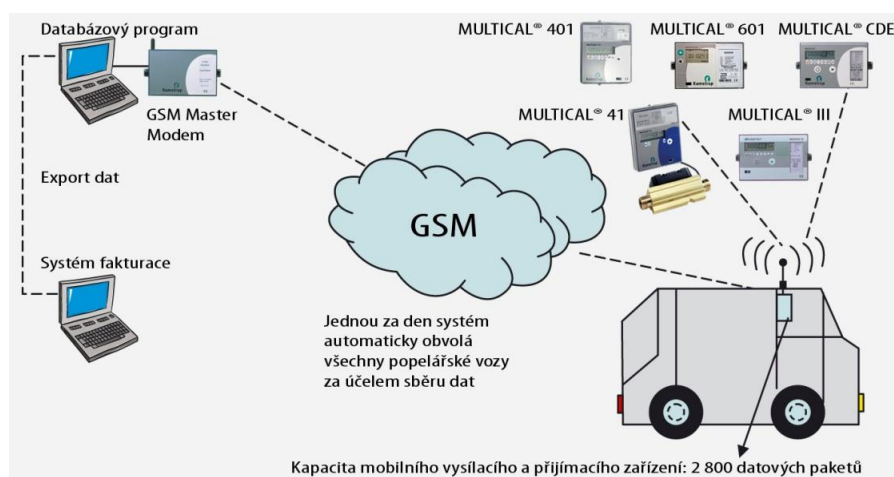 Databázový program
GSM Master
Modem
Export dat
Systém fakturace
MULTICAL® 401
MULTICAL® 601
MULTICAL® CDE
MULTICAL® 41
MULTICAL® III
GSM
Jednou za den systém
automaticky obvolá
všechny popelářské vozy
za účelem sběru dat
Kapacita mobilního vysílacího a přijímacího zařízení: 2 800 datových paketů